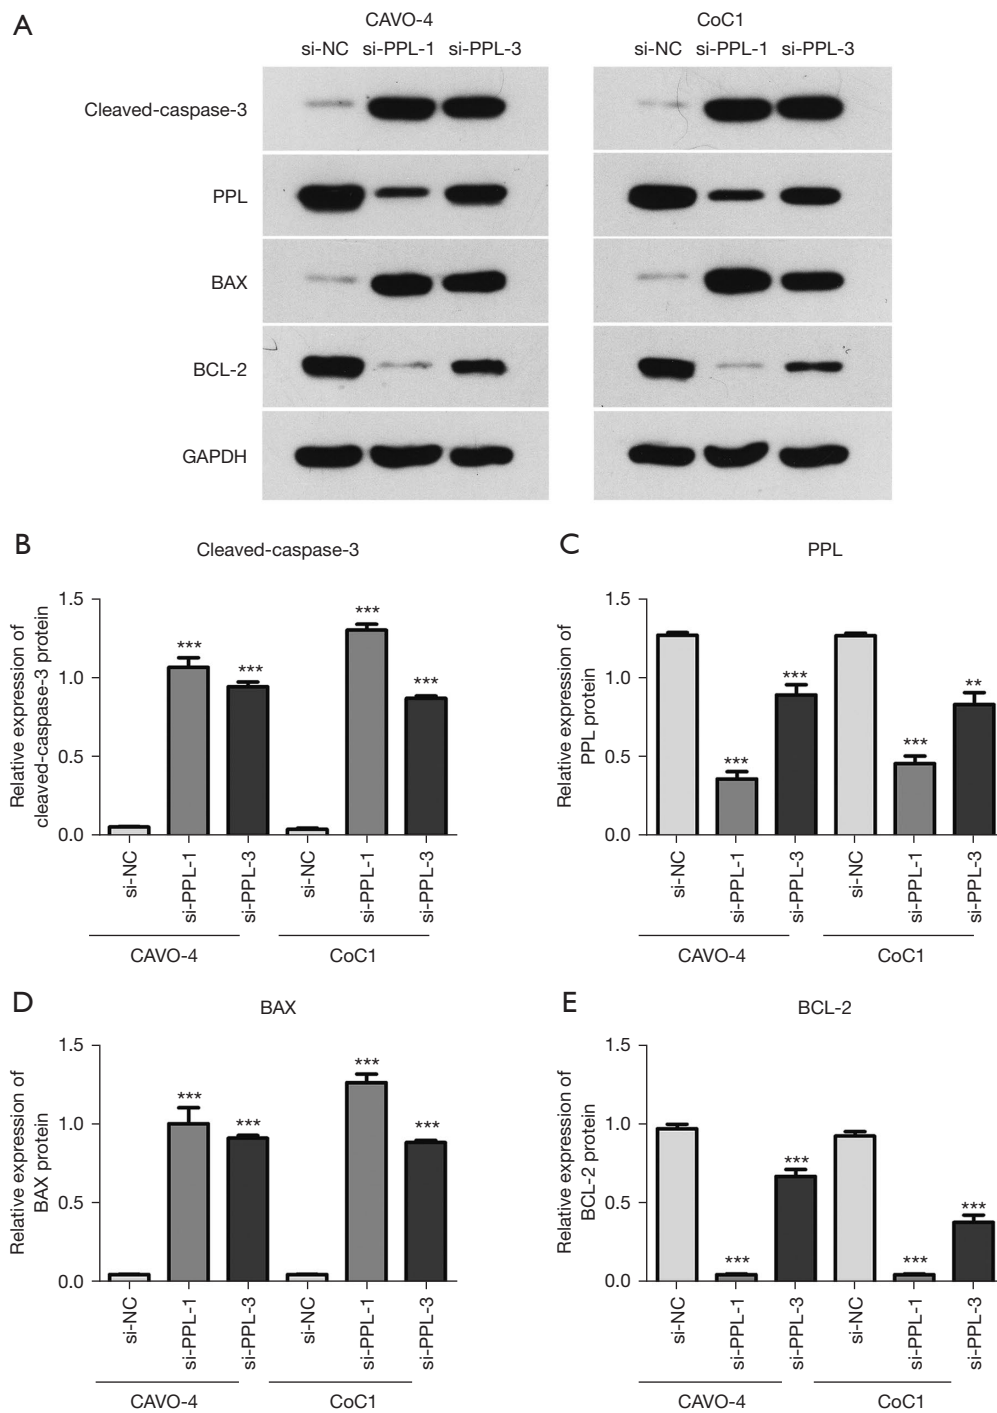 A
CAVO-4
CoC1
si-NC si-PPL-1 si-PPL-3
si-NC si-PPL-1 si-PPL-3
Cleaved-caspase-3
PPL
BAX
BCL-2
GAPDH
B
Cleaved-caspase-3
Relative expression of
cleaved-caspase-3 protein
1.5
1.0
0.5
0.0
***
***
***
***
si-NC
si-PPL-1
si-PPL-3
si-NC
si-PPL-1
si-PPL-3
CAVO-4
CoC1
C
PPL
Relative expression of
PPL protein
1.5
1.0
0.5
0.0
***
***
***
**
si-NC
si-PPL-1
si-PPL-3
si-NC
si-PPL-1
si-PPL-3
CAVO-4
CoC1
D
BAX
Relative expression of
BAX protein
1.5
1.0
0.5
0.0
***
***
***
***
si-NC
si-PPL-1
si-PPL-3
si-NC
si-PPL-1
si-PPL-3
CAVO-4
CoC1
E
BCL-2
Relative expression of
BCL-2 protein
1.5
1.0
0.5
0.0
***
***
***
***
si-NC
si-PPL-1
si-PPL-3
si-NC
si-PPL-1
si-PPL-3
CAVO-4
CoC1